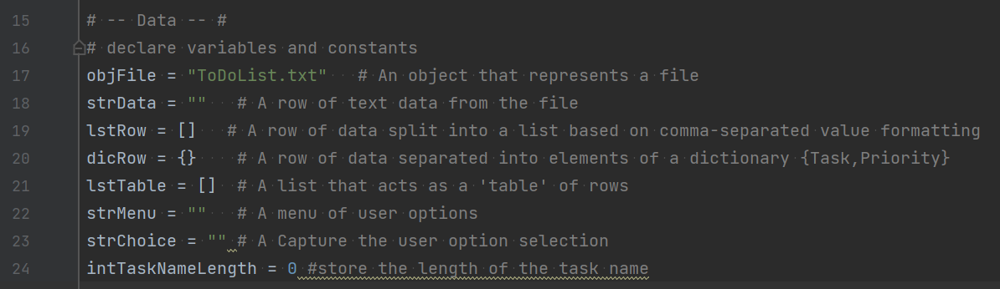 15 # -- Data -- #
16 # declare variables and constants
17 objFile = "ToDoList.txt"   # An object that represents a file
18 strData = ""   # A row of text data from the file
19 lstRow = []   # A row of data split into a list based on comma-separated value formatting
20 dicRow = {}    # A row of data separated into elements of a dictionary {Task,Priority}
21 lstTable = []  # A list that acts as a 'table' of rows
22 strMenu = ""   # A menu of user options
23 strChoice = "" # A Capture the user option selection
24 intTaskNameLength = 0 #store the length of the task name